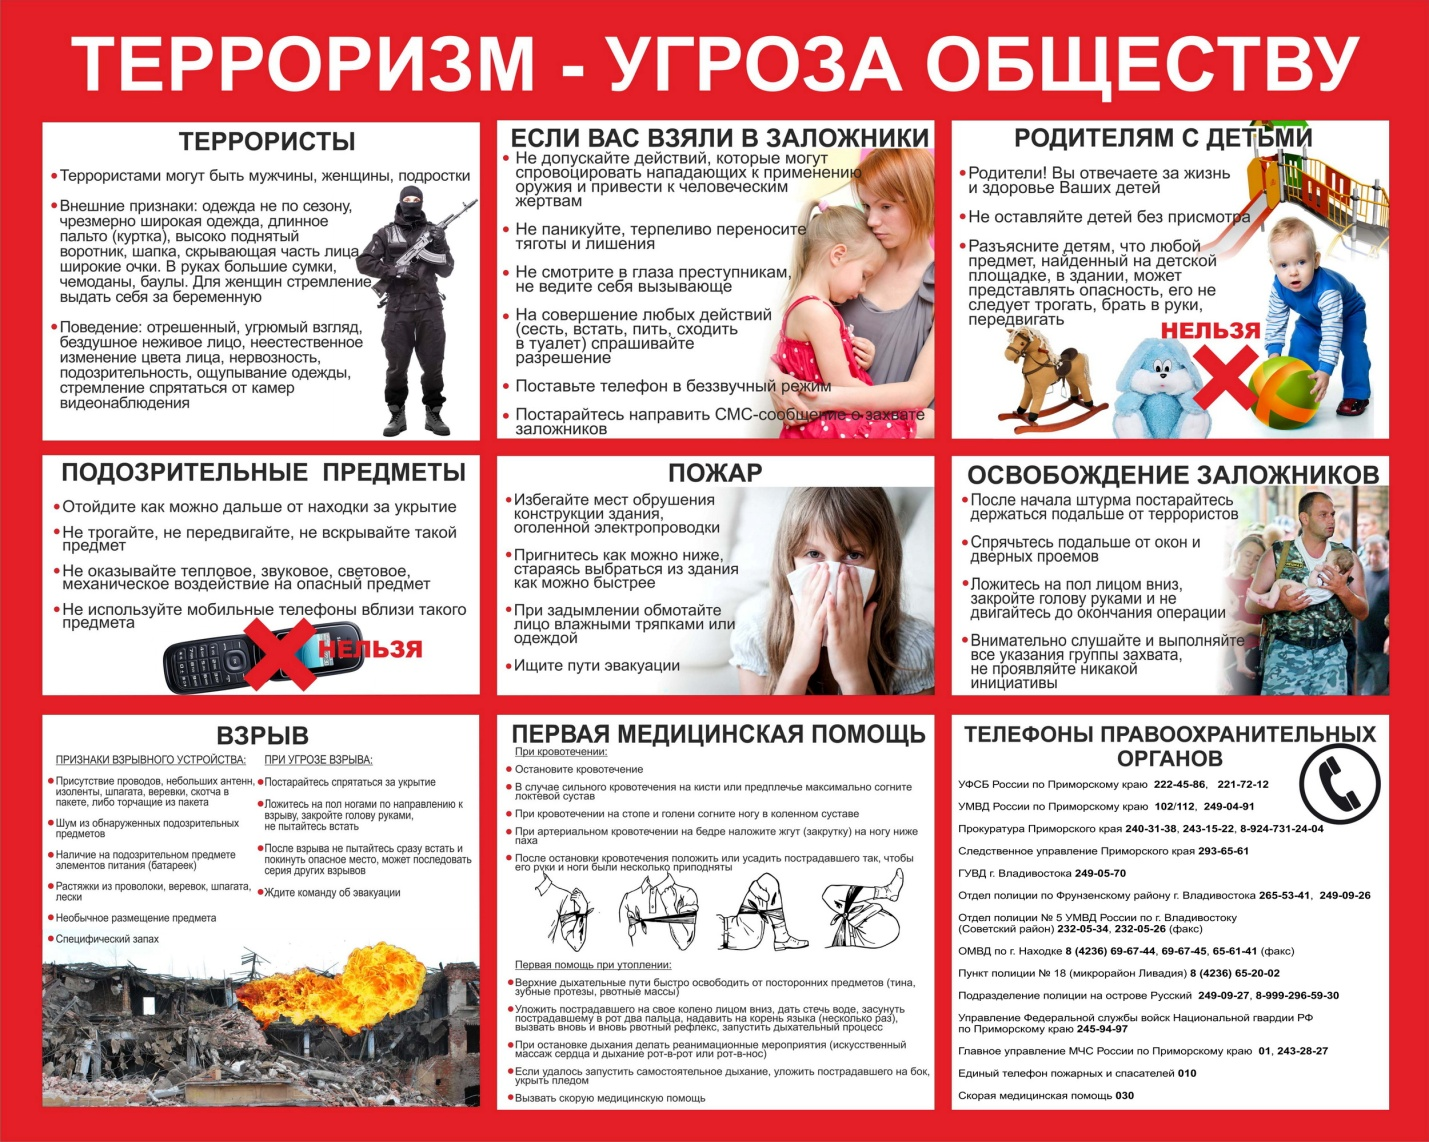 ТЕРРОРИЗМ - УГРОЗА ОБЩЕСТВУ
ТЕРРОРИСТЫ
• Террористами могут быть мужчины, женщины, подростки
• Внешние признаки: одежда не по сезону,
чрезмерно широкая одежда, длинное
пальто (куртка), высоко поднятый
воротник, шапка, скрывающая часть лица,
широкие очки. В руках большие сумки,
чемоданы, баулы. Для женщин стремление
выдать себя за беременную
• Поведение: отрешенный, угрюмый взгляд,
бездушное неживое лицо, неестественное
изменение цвета лица, нервозность,
подозрительность, ощупывание одежды,
стремление спрятаться от камер
видеонаблюдения
ЕСЛИ ВАС ВЗЯЛИ В ЗАЛОЖНИКИ
• Не допускайте действий, которые могут
спровоцировать нападающих к применению
оружия и привести к человеческим
жертвам
• Не паникуйте, терпеливо переносите
тяготы и лишения
• Не смотрите в глаза преступникам,
не ведите себя вызывающе
• На совершение любых действий
(сесть, встать, пить, сходить
в туалет) спрашивайте
разрешение
• Поставьте телефон в беззвучный режим
• Постарайтесь направить СМС-сообщение о захвате
заложников
РОДИТЕЛЯМ С ДЕТЬМИ
• Родители! Вы отвечаете за жизнь
и здоровье Ваших детей
• Не оставляйте детей без присмотра
• Разъясните детям, что любой
предмет, найденный на детской
площадке, в здании, может
представлять опасность, его не
следует трогать, брать в руки,
передвигать
НЕЛЬЗЯ
ПОДОЗРИТЕЛЬНЫЕ ПРЕДМЕТЫ
• Отойдите как можно дальше от находки за укрытие
• Не трогайте, не передвигайте, не вскрывайте такой
предмет
• Не оказывайте тепловое, звуковое, световое,
механическое воздействие на опасный предмет
• Не используйте мобильные телефоны вблизи такого
предмета
НЕЛЬЗЯ
ПОЖАР
• Избегайте мест обрушения
конструкции здания,
оголенной электропроводки
• Пригнитесь как можно ниже,
стараясь выбраться из здания
как можно быстрее
• При задымлении обмотайте
лицо влажными тряпками или
одеждой
• Ищите пути эвакуации
ОСВОБОЖДЕНИЕ ЗАЛОЖНИКОВ
• После начала штурма постарайтесь
держаться подальше от террористов
• Спрячьтесь подальше от окон и
дверных проемов
• Ложитесь на пол лицом вниз,
закройте голову руками и не
двигайтесь до окончания операции
• Внимательно слушайте и выполняйте
все указания группы захвата,
не проявляйте никакой
инициативы
ВЗРЫВ
ПРИЗНАКИ ВЗРЫВНОГО УСТРОЙСТВА:
• Присутствие проводов, небольших антенн,
изоленты, шпагата, веревки, скотча в
пакете, либо торчащие из пакета
• Шум из обнаруженных подозрительных
предметов
• Наличие на подозрительном предмете
элементов питания (батареек)
• Растяжки из проволоки, веревок, шпагата,
лески
• Необычное размещение предмета
• Специфический запах
ПРИ УГРОЗЕ ВЗРЫВА:
• Постарайтесь спрятаться за укрытие
• Ложитесь на пол ногами по направлению к
взрыву, закройте голову руками,
не пытайтесь встать
• После взрыва не пытайтесь сразу встать и
покинуть опасное место, может последовать
серия других взрывов
• Ждите команду об эвакуации
ПЕРВАЯ МЕДИЦИНСКАЯ ПОМОЩЬ
При кровотечении:
• Остановите кровотечение
• В случае сильного кровотечения на кисти или предплечье максимально согните
локтевой сустав
• При кровотечении на стопе и голени согните ногу в коленном суставе
• При артериальном кровотечении на бедре наложите жгут (закрутку) на ногу ниже
паха
• После остановки кровотечения положить или усадить пострадавшего так, чтобы
его руки и ноги были несколько приподняты
Первая помощь при утоплении:
• Верхние дыхательные пути быстро освободить от посторонних предметов (тина,
зубные протезы, рвотные массы)
• Уложить пострадавшего на свое колено лицом вниз, дать стечь воде, засунуть
пострадавшему в рот два пальца, надавить на корень языка (несколько раз),
вызвать вновь и вновь рвотный рефлекс, запустить дыхательный процесс
• При остановке дыхания делать реанимационные мероприятия (искусственный
массаж сердца и дыхание рот-в-рот или рот-в-нос)
• Если удалось запустить самостоятельное дыхание, уложить пострадавшего на бок,
укрыть пледом
• Вызвать скорую медицинскую помощь
ТЕЛЕФОНЫ ПРАВООХРАНИТЕЛЬНЫХ
ОРГАНОВ
УФСБ России по Приморскому краю 222-45-86, 221-72-12
УМВД России по Приморскому краю 102/112, 249-04-91
Прокуратура Приморского края 240-31-38, 243-15-22, 8-924-731-24-04
Следственное управление Приморского края 293-65-61
ГУВД г. Владивостока 249-05-70
Отдел полиции по Фрунзенскому району г. Владивостока 265-53-41, 249-09-26
Отдел полиции № 5 УМВД России по г. Владивостоку
(Советский район) 232-05-34, 232-05-26 (факс)
ОМВД по г. Находке 8 (4236) 69-67-44, 69-67-45, 65-61-41 (факс)
Пункт полиции № 18 (микрорайон Ливадия) 8 (4236) 65-20-02
Подразделение полиции на острове Русский 249-09-27, 8-999-296-59-30
Управление Федеральной службы войск Национальной гвардии РФ
по Приморскому краю 245-94-97
Главное управление МЧС России по Приморскому краю 01, 243-28-27
Единый телефон пожарных и спасателей 010
Скорая медицинская помощь 030